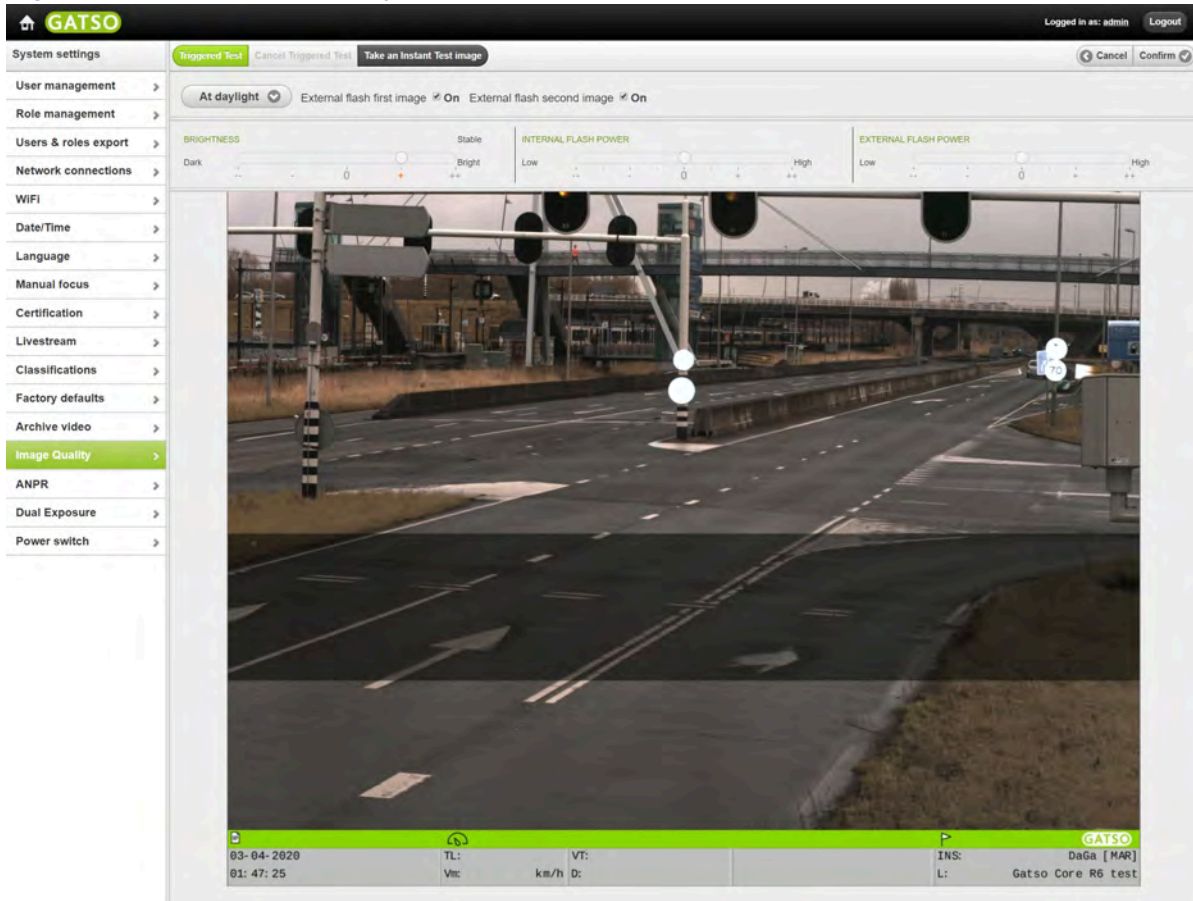 GATSO
Logged in as: admin Logout
System settings
Triggered Test Cancel Triggered Test Take an Instant Test image
Cancel Confirm
User management
Role management
Users & roles export
Network connections
WiFi
Date/Time
Language
Manual focus
Certification
Livestream
Classifications
Factory defaults
Archive video
Image Quality
ANPR
Dual Exposure
Power switch
At daylight External flash first image On External flash second image On
BRIGHTNESS Stable
Dark Bright
-- - 0 + ++
INTERNAL FLASH POWER
Low High
-- - 0 + ++
EXTERNAL FLASH POWER
Low High
-- - 0 + ++
70
GATSO
03-04-2020 TL: VT: INS: DaGa [MAR]
01:47:25 Vm: km/h D: L: Gatso Core R6 test